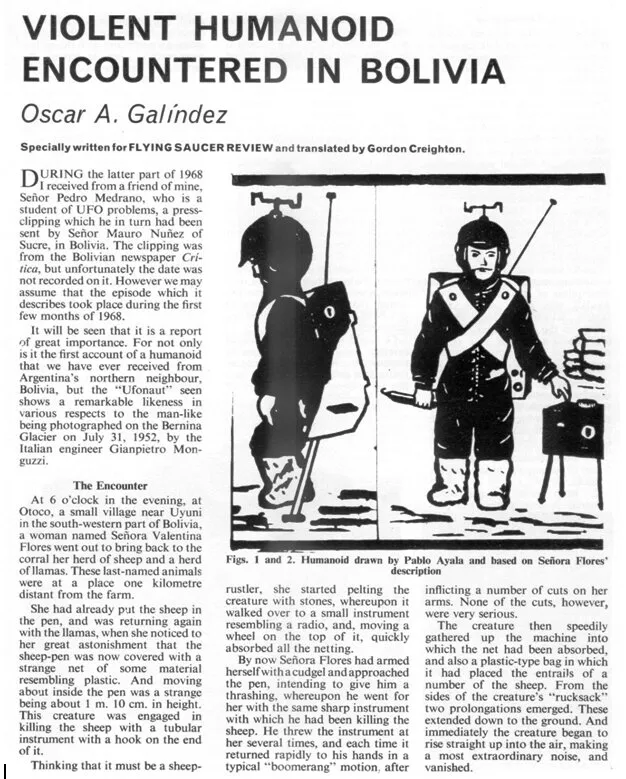 VIOLENT HUMANOID
ENCOUNTERED IN BOLIVIA
Oscar A. Galíndez
Specially written for FLYING SAUCER REVIEW and translated by Gordon Creighton.
DURING the latter part of 1968
I received from a friend of mine,
Señor Pedro Medrano, who is a
student of UFO problems, a press-
clipping which he in turn had been
sent by Señor Mauro Nuñez of
Sucre, in Bolivia. The clipping was
from the Bolivian newspaper Crí-
tica, but unfortunately the date was
not recorded on it. However we may
assume that the episode which it
describes took place during the first
few months of 1968.
It will be seen that it is a report
of great importance. For not only
is it the first account of a humanoid
that we have ever received from
Argentina's northern neighbour,
Bolivia, but the "Ufonaut" seen
shows a remarkable likeness in
various respects to the man-like
being photographed on the Bernina
Glacier on July 31, 1952, by the
Italian engineer Gianpietro Mon-
guzzi.
The Encounter
At 6 o'clock in the evening, at
Otoco, a small village near Uyuni
in the south-western part of Bolivia,
a woman named Señora Valentina
Flores went out to bring back to the
corral her herd of sheep and a herd
of llamas. These last-named animals
were at a place one kilometre
distant from the farm.
She had already put the sheep in
the pen, and was returning again
with the llamas, when she noticed to
her great astonishment that the
sheep-pen was now covered with a
strange net of some material
resembling plastic. And moving
about inside the pen was a strange
being about 1 m. 10 cm. in height.
This creature was engaged in
killing the sheep with a tubular
instrument with a hook on the end
of it.
Thinking that it must be a sheep-
Figs. 1 and 2. Humanoid drawn by Pablo Ayala and based on Señora Flores'
description
rustler, she started pelting the
creature with stones, whereupon it
walked over to a small instrument
resembling a radio, and, moving a
wheel on the top of it, quickly
absorbed all the netting.
By now Señora Flores had armed
herself with a cudgel and approached
the pen, intending to give him a
thrashing, whereupon he went for
her with the same sharp instrument
with which he had been killing the
sheep. He threw the instrument at
her several times, and each time it
returned rapidly to his hands in a
typical "boomerang" motion, after
inflicting a number of cuts on her
arms. None of the cuts, however,
were very serious.
The creature then speedily
gathered up the machine into
which the net had been absorbed,
and also a plastic-type bag in which
it had placed the entrails of a
number of the sheep. From the
sides of the creature's "rucksack"
two prolongations emerged. These
extended down to the ground. And
immediately the creature began to
rise straight up into the air, making
a most extraordinary noise, and
vanished.